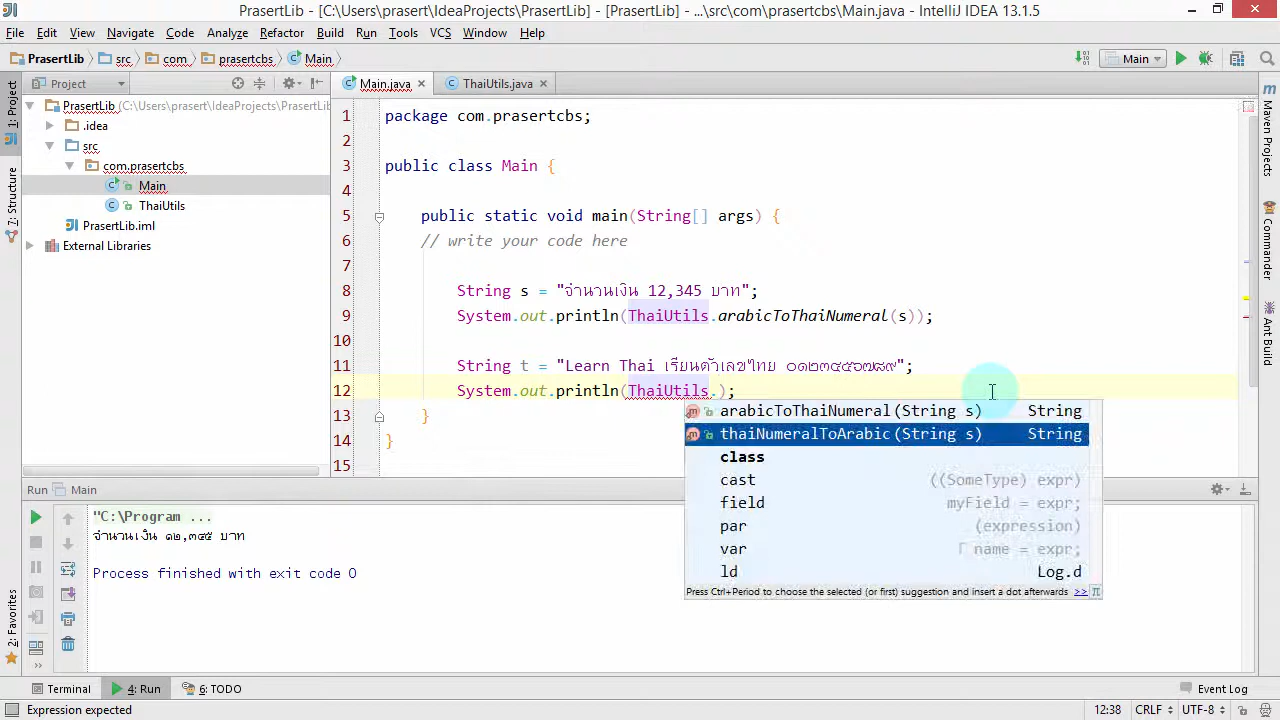 PrasertLib - [C:\Users\prasert\IdeaProjects\PrasertLib] - [PrasertLib] - ...\src\com\prasertcbs\Main.java - IntelliJ IDEA 13.1.5
File Edit View Navigate Code Analyze Refactor Build Run Tools VCS Window Help
PrasertLib src com prasertcbs Main
Main
Project
Main.java
ThaiUtils.java
1: Project
7: Structure
2: Favorites
PrasertLib (C:\Users\prasert\IdeaProjects\PrasertLib
.idea
src
com.prasertcbs
Main
ThaiUtils
PrasertLib.iml
External Libraries
1 package com.prasertcbs;
2
3 public class Main {
4
5 public static void main(String[] args) {
6 // write your code here
7
8 String s = "จำนวนเงิน 12,345 บาท";
9 System.out.println(ThaiUtils.arabicToThaiNumeral(s));
10
11 String t = "Learn Thai เรียนตัวเลขไทย ๐๑๒๓๔๕๖๗๘๙";
12 System.out.println(ThaiUtils.);
13 }
14 }
15
arabicToThaiNumeral(String s) String
thaiNumeralToArabic(String s) String
class
cast ((SomeType) expr)
field myField = expr;
par (expression)
var name = expr;
ld Log.d
Press Ctrl+Period to choose the selected (or first) suggestion and insert a dot afterwards >> π
Maven Projects
Commander
Ant Build
Run Main
"C:\Program ...
จำนวนเงิน ๑๒,๓๔๕ บาท
Process finished with exit code 0
Terminal 4: Run 6: TODO Event Log
Expression expected 12:38 CRLF UTF-8